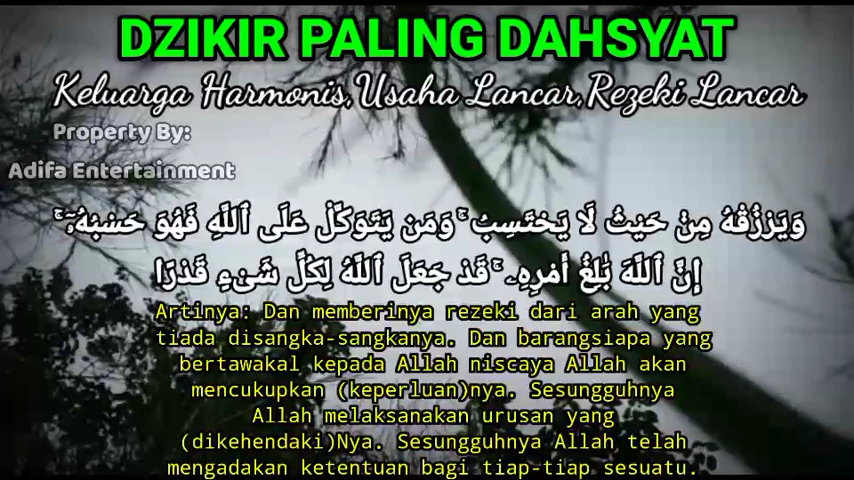 DZIKIR PALING DAHSYAT
Keluarga Harmonis,Usaha Lancar,Rezeki Lancar
Property By:
Adifa Entertainment
وَيَرْزُقْهُ مِنْ حَيْثُ لَا يَحْتَسِبُ ۚ وَمَن يَتَوَكَّلْ عَلَى ٱللَّهِ فَهُوَ حَسْبُهُۥٓ ۚ
إِنَّ ٱللَّهَ بَٰلِغُ أَمْرِهِۦ ۚ قَدْ جَعَلَ ٱللَّهُ لِكُلِّ شَىْءٍ قَدْرًا
Artinya: Dan memberinya rezeki dari arah yang
tiada disangka-sangkanya. Dan barangsiapa yang
bertawakal kepada Allah niscaya Allah akan
mencukupkan (keperluan)nya. Sesungguhnya
Allah melaksanakan urusan yang
(dikehendaki)Nya. Sesungguhnya Allah telah
mengadakan ketentuan bagi tiap-tiap sesuatu.